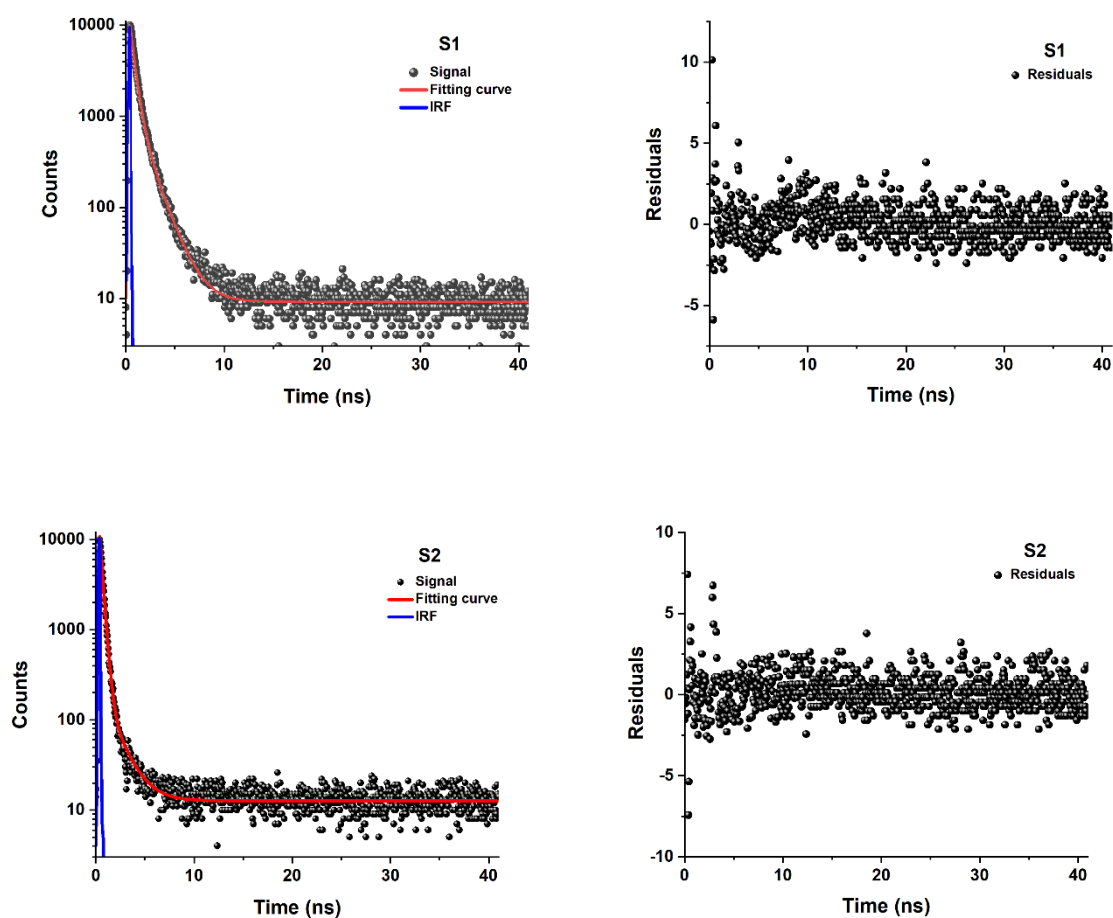 S1
Signal
Fitting curve
IRF
10000
1000
100
10
Counts
0 10 20 30 40
Time (ns)
S1
Residuals
10
5
0
-5
Residuals
0 10 20 30 40
Time (ns)
S2
Signal
Fitting curve
IRF
10000
1000
100
10
Counts
0 10 20 30 40
Time (ns)
S2
Residuals
10
5
0
-5
-10
Residuals
0 10 20 30 40
Time (ns)